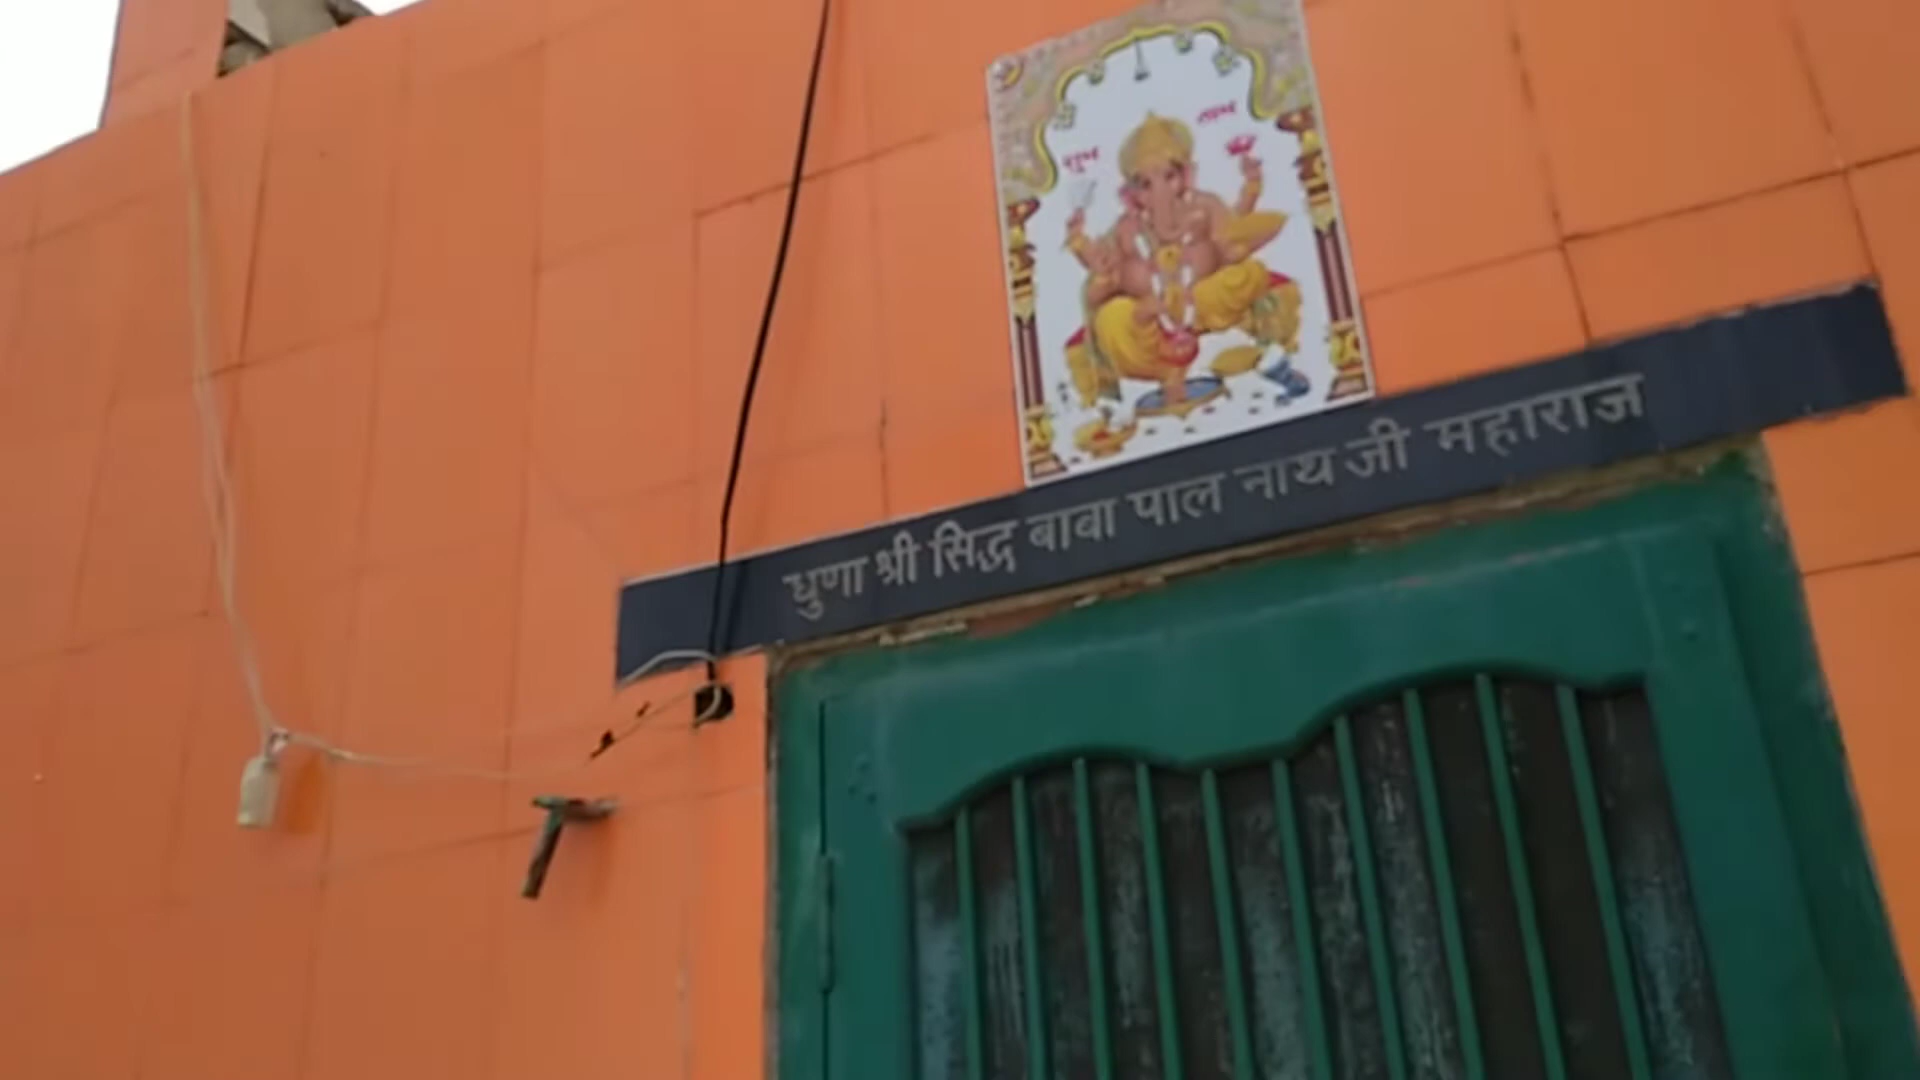 शुभ
लाभ
धुणा श्री सिद्ध बाबा पाल नाथ जी महाराज